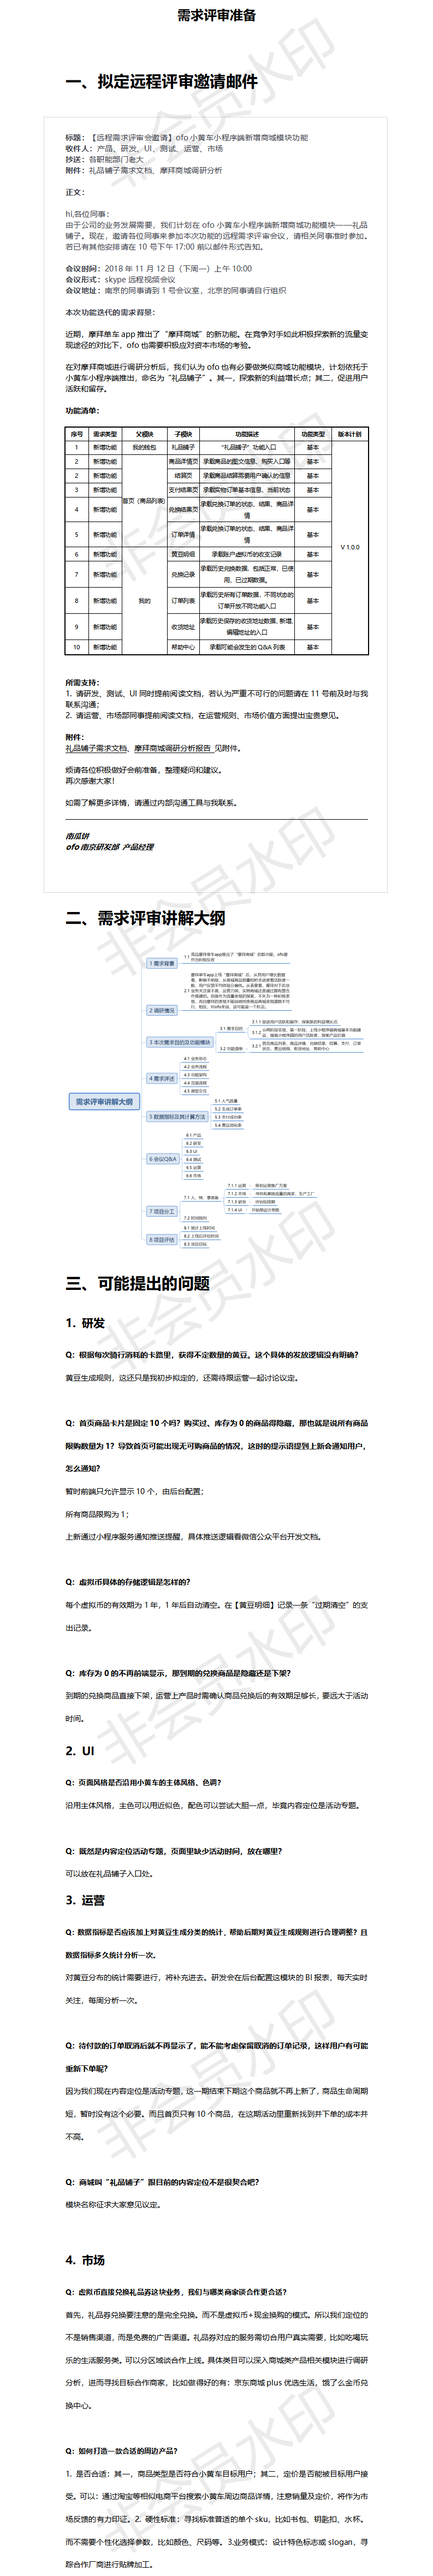 需求评审准备
一、拟定远程评审邀请邮件
标题：【远程需求评审会邀请】ofo小黄车小程序端新增商城模块功能
收件人：产品、研发、UI、测试、运营、市场
抄送：各职能部门老大
附件：礼品铺子需求文档、摩拜商城调研分析
正文：
hi,各位同事：
由于公司的业务发展需要，我们计划在 ofo 小黄车小程序端新增商城功能模块——礼品
铺子。现在，邀请各位同事来参加本次功能的远程需求评审会议，请相关同事准时参加。
若已有其他安排请在 10 号下午 17:00 前以邮件形式告知。
会议时间：2018 年 11 月 12 日（下周一）上午 10:00
会议形式：skype 远程视频会议
会议地址：南京的同事请到 1 号会议室，北京的同事请自行组织
本次功能迭代的需求背景：
近期，摩拜单车 app 推出了“摩拜商城”的新功能。在竞争对手如此积极探索新的流量变
现途径的对比下，ofo 也需要积极应对资本市场的考验。
在对摩拜商城进行调研分析后，我们认为 ofo 也有必要做类似商城功能模块，计划依托于
小黄车小程序端推出，命名为“礼品铺子”。其一，探索新的利益增长点；其二，促进用户
活跃和留存。
功能清单：
序号 需求类型 父模块 子模块 功能描述 功能类型 版本计划
1 新增功能 我的钱包 礼品铺子 “礼品铺子”功能入口 基本
2 新增功能 商品详情页 承载商品的图文信息、购买入口等 基本
2 新增功能 结算页 承载商品结算需要用户确认的信息 基本
3 新增功能 首页（商品列表） 支付结果页 承载实物订单基本信息、当前状态 基本
4 新增功能 兑换结果页 承载兑换订单的状态、结果、商品详
情 基本
5 新增功能 订单详情 承载兑换订单的状态、结果、商品详
情 基本
6 新增功能 黄豆明细 承载账户虚拟币的收支记录 基本 V 1.0.0
7 新增功能 兑换记录 承载历史兑换数据，包括正常、已使
用、已过期数据。 基本
8 新增功能 我的 订单列表 承载历史所有订单数据，不同状态的
订单开放不同功能入口 基本
9 新增功能 收货地址 承载历史保存的收货地址数据，新增、
编辑地址的入口 基本
10 新增功能 帮助中心 承载可能会发生的 Q&A 列表 基本
所需支持：
1. 请研发、测试、UI 同时提前阅读文档，若认为严重不可行的问题请在 11 号前及时与我
联系沟通；
2. 请运营、市场部同事提前阅读文档，在运营规则、市场价值方面提出宝贵意见。
附件：
礼品铺子需求文档、摩拜商城调研分析报告 见附件。
烦请各位积极做好会前准备，整理疑问和建议。
再次感谢大家！
如需了解更多详情，请通过内部沟通工具与我联系。
南瓜饼
ofo 南京研发部 产品经理
二、需求评审讲解大纲
需求评审讲解大纲
1 需求背景
2 调研情况
3 本次需求目的及功能模块
3.1 需求目的
3.2 功能清单
4 需求详述
4.1 业务形态
4.2 业务流程
4.3 功能架构
4.4 页面流程
4.5 原型交互
5 数据指标及其计算方法
5.1 人气流量
5.2 生成订单率
5.3 支付成功率
5.4 商品回购率
6 会议Q&A
6.1 产品
6.2 研发
6.3 UI
6.4 测试
6.5 运营
6.6 市场
7 项目分工
7.1 人、物、事准备
7.1.1 运营
7.1.2 市场
7.1.3 研发
7.1.4 UI
7.2 时间排列
8 项目评估
8.1 预计上线时间
8.2 上线后评估时间
8.3 项目目标
三、可能提出的问题
1. 研发
Q：根据每次骑行消耗的卡路里，获得不定数量的黄豆。这个具体的发放逻辑没有明确？
黄豆生成规则，这还只是我初步拟定的，还需待跟运营一起讨论议定。
Q：首页商品卡片是固定 10 个吗？购买过、库存为 0 的商品得隐藏，那也就是说所有商品
限购数量为 1？导致首页可能出现无可购商品的情况，这时的提示语提到上新会通知用户，
怎么通知？
暂时前端只允许显示 10 个，由后台配置；
所有商品限购为 1；
上新通过小程序服务通知推送提醒，具体推送逻辑看微信公众平台开发文档。
Q：虚拟币具体的存储逻辑是怎样的？
每个虚拟币的有效期为 1 年，1 年后自动清空。在【黄豆明细】记录一条“过期清空”的支
出记录。
Q：库存为 0 的不再前端显示，那到期的兑换商品是隐藏还是下架？
到期的兑换商品直接下架，运营上产品时需确认商品兑换后的有效期足够长，要远大于活动
时间。
2. UI
Q：页面风格是否沿用小黄车的主体风格、色调？
沿用主体风格，主色可以用近似色，配色可以尝试大胆一点，毕竟内容定位是活动专题。
Q：既然是内容定位活动专题，页面里缺少活动时间，放在哪里？
可以放在礼品铺子入口处。
3. 运营
Q：数据指标是否应该加上对黄豆生成分类的统计，帮助后期对黄豆生成规则进行合理调整？且
数据指标多久统计分析一次。
对黄豆分布的统计需要进行，将补充进去。研发会在后台配置这模块的 BI 报表，每天实时
关注，每周分析一次。
Q：待付款的订单取消后就不再显示了，能不能考虑保留取消的订单记录，这样用户有可能
重新下单呢？
因为我们现在内容定位是活动专题，这一期结束下期这个商品就不再上新了，商品生命周期
短，暂时没有这个必要。而且首页只有 10 个商品，在这期活动里重新找到并下单的成本并
不高。
Q：商城叫“礼品铺子”跟目前的内容定位不是很契合吧？
模块名称征求大家意见议定。
4. 市场
Q：虚拟币直接兑换礼品券这块业务，我们与哪类商家谈合作更合适？
首先，礼品券兑换要注意的是完全兑换。而不是虚拟币+现金换购的模式。所以我们定位的
不是销售渠道，而是免费的广告渠道。礼品券对应的服务需切合用户真实需要，比如吃喝玩
乐的生活服务类。可以分区域谈合作上线。具体类目可以深入商城类产品相关模块进行调研
分析，进而寻找目标合作商家，比如做得好的有：京东商城 plus 优选生活，饿了么金币兑
换中心。
Q：如何打造一款合适的周边产品？
1. 是否合适：其一，商品类型是否符合小黄车目标用户；其二，定价是否能被目标用户接
受。可以：通过淘宝等相似电商平台搜索小黄车周边商品详情，注意销量及定价，将作为市
场反馈的有力印证。2. 硬性标准：寻找标准普适的单个 sku，比如书包、钥匙扣、水杯。
而不需要个性化选择参数，比如颜色、尺码等。3.业务模式：设计特色标志或 slogan，寻
踪合作厂商进行贴牌加工。
非会员水印